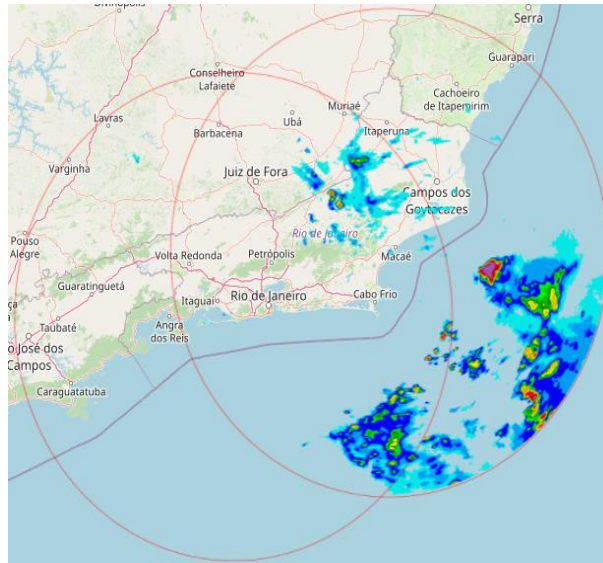 Serra
Guarapari
Conselheiro
Lafaiete
Cachoeiro
de Itapemirim
Muriaé
Ubá
Lavras
Barbacena
Itaperuna
Varginha
Juiz de Fora
Campos dos
Goytacazes
Rio de Janeiro
Pouso
Alegre
Volta Redonda
Petrópolis
Macaé
Guaratinguetá
Itaguaí
Rio de Janeiro
Cabo Frio
Taubaté
Angra
dos Reis
José dos
Campos
Caraguatatuba